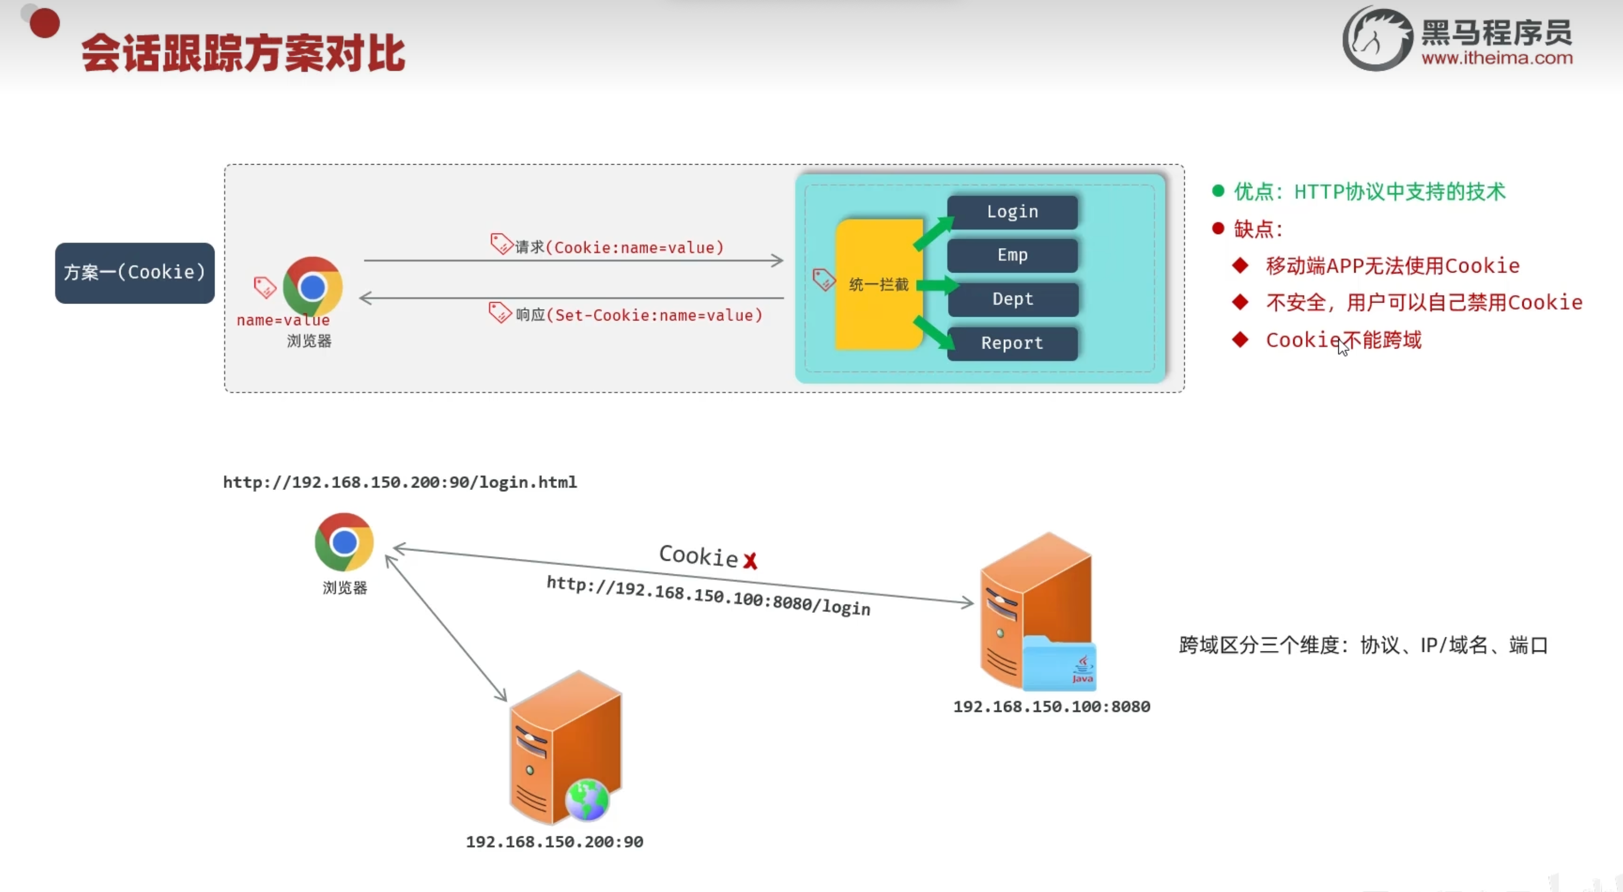 会话跟踪方案对比
黑马程序员
www.itheima.com
方案一(Cookie)
name=value
浏览器
请求(Cookie:name=value)
响应(Set-Cookie:name=value)
统一拦截
Login
Emp
Dept
Report
优点：HTTP协议中支持的技术
缺点：
移动端APP无法使用Cookie
不安全，用户可以自己禁用Cookie
Cookie不能跨域
http://192.168.150.200:90/login.html
浏览器
Cookie X
http://192.168.150.100:8080/login
Java
192.168.150.100:8080
跨域区分三个维度：协议、IP/域名、端口
192.168.150.200:90